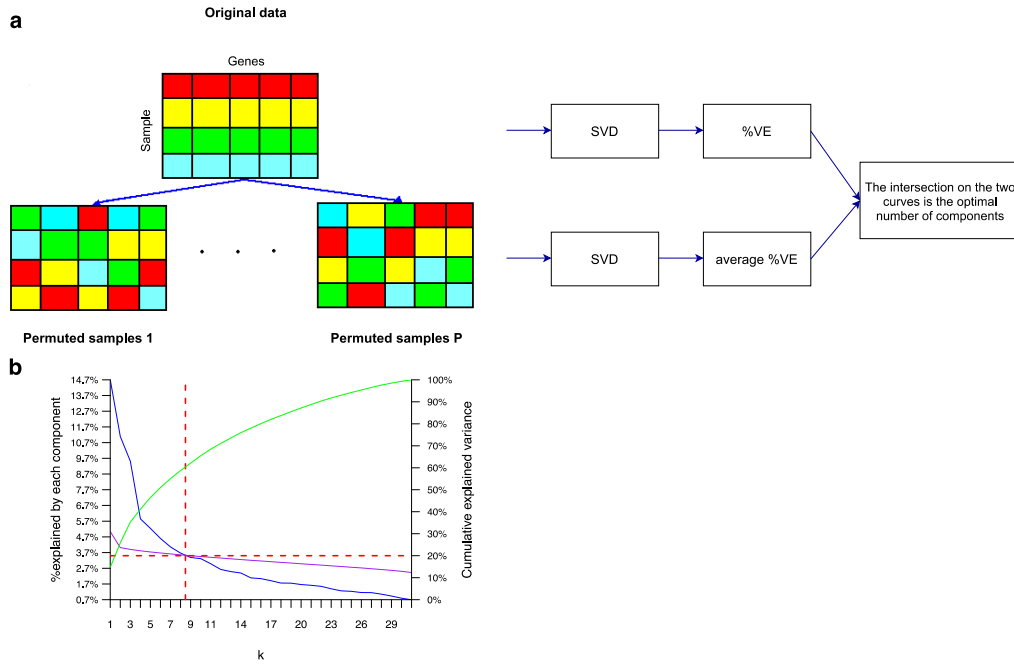 a
Original data
Genes
Sample
Permuted samples 1
Permuted samples P
SVD
%VE
SVD
average %VE
The intersection on the two
curves is the optimal
number of components
b
%explained by each component
14.7%
13.7%
12.7%
11.7%
10.7%
9.7%
8.7%
7.7%
6.7%
5.7%
4.7%
3.7%
2.7%
1.7%
0.7%
100%
90%
80%
70%
60%
50%
40%
30%
20%
10%
0%
Cumulative explained variance
1 3 5 7 9 11 14 17 20 23 26 29
k